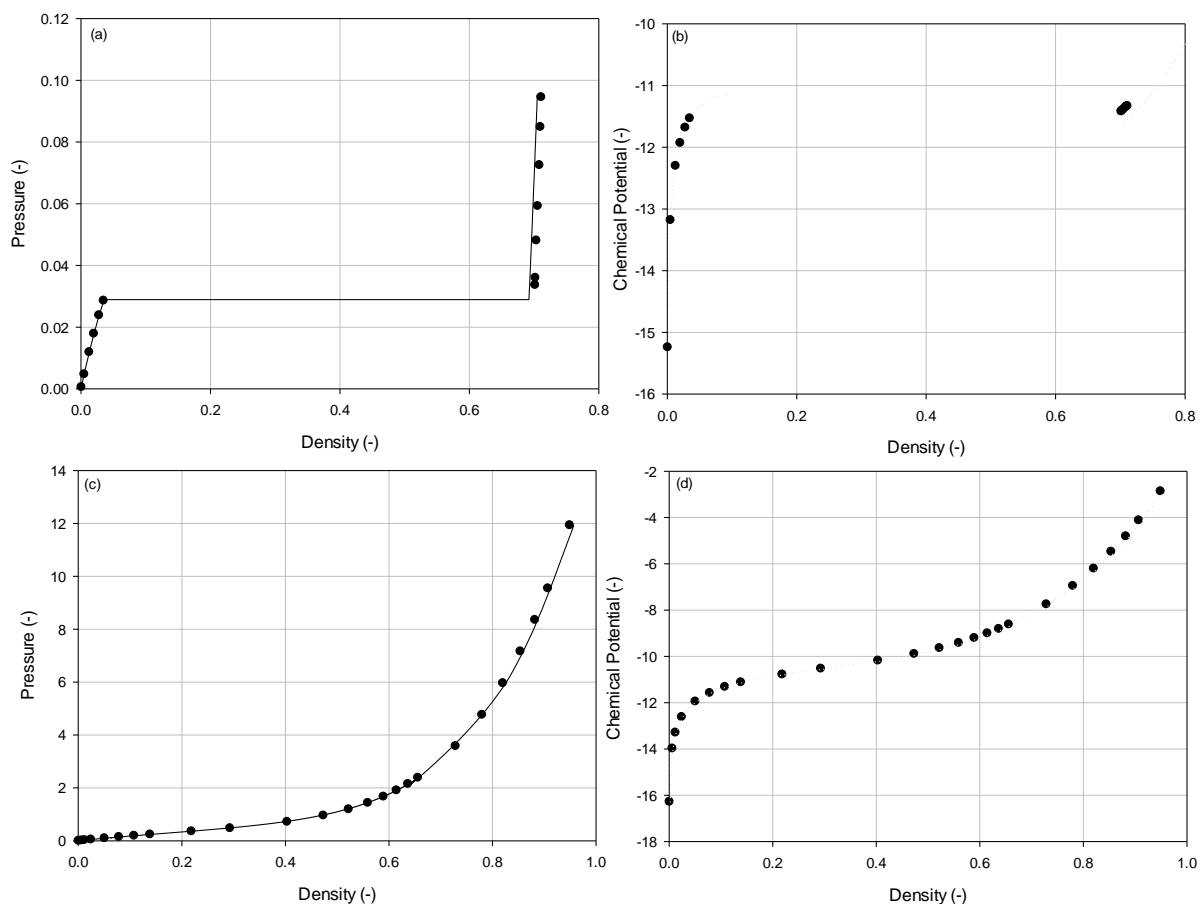 (a)
0.12
0.10
0.08
0.06
0.04
0.02
0.00
Pressure (-)
0.0 0.2 0.4 0.6 0.8
Density (-)
(b)
-10
-11
-12
-13
-14
-15
-16
Chemical Potential (-)
0.0 0.2 0.4 0.6 0.8
Density (-)
(c)
14
12
10
8
6
4
2
0
Pressure (-)
0.0 0.2 0.4 0.6 0.8 1.0
Density (-)
(d)
-2
-4
-6
-8
-10
-12
-14
-16
-18
Chemical Potential (-)
0.0 0.2 0.4 0.6 0.8 1.0
Density (-)